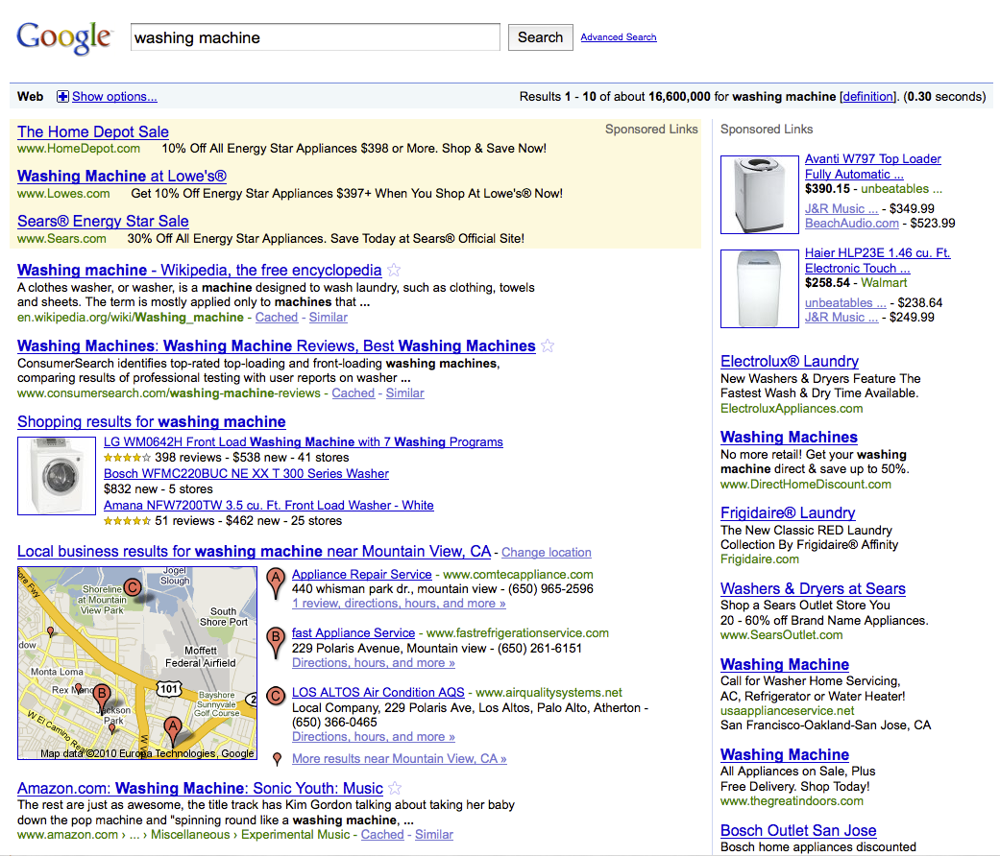 Google
washing machine
Search
Advanced Search
Web Show options...
Results 1 - 10 of about 16,600,000 for washing machine [definition]. (0.30 seconds)
Sponsored Links
The Home Depot Sale
www.HomeDepot.com 10% Off All Energy Star Appliances $398 or More. Shop & Save Now!
Washing Machine at Lowe's®
www.Lowes.com Get 10% Off Energy Star Appliances $397+ When You Shop At Lowe's® Now!
Sears® Energy Star Sale
www.Sears.com 30% Off All Energy Star Appliances. Save Today at Sears® Official Site!
Washing machine - Wikipedia, the free encyclopedia
A clothes washer, or washer, is a machine designed to wash laundry, such as clothing, towels
and sheets. The term is mostly applied only to machines that ...
en.wikipedia.org/wiki/Washing_machine - Cached - Similar
Washing Machines: Washing Machine Reviews, Best Washing Machines
ConsumerSearch identifies top-rated top-loading and front-loading washing machines,
comparing results of professional testing with user reports on washer ...
www.consumersearch.com/washing-machine-reviews - Cached - Similar
Shopping results for washing machine
LG WM0642H Front Load Washing Machine with 7 Washing Programs
398 reviews - $538 new - 41 stores
Bosch WFMC220BUC NE XX T 300 Series Washer
$832 new - 5 stores
Amana NFW7200TW 3.5 cu. Ft. Front Load Washer - White
51 reviews - $462 new - 25 stores
Local business results for washing machine near Mountain View, CA - Change location
Jogel
Slough
Shoreline
at Mountain
View Park
C
South
Shore Port
Moffett
Federal Airfield
Monta Loma
Rex Mano
B
Jackson
Park
101
Bayshore
Sunnyvale
Golf Course
A
W El Camino Real
Map data ©2010 Europa Technologies, Google
A
Appliance Repair Service - www.comtecappliance.com
440 whisman park dr., mountain view - (650) 965-2596
1 review, directions, hours, and more »
B
fast Appliance Service - www.fastrefrigerationservice.com
229 Polaris Avenue, Mountain view - (650) 261-6151
Directions, hours, and more »
C
LOS ALTOS Air Condition AQS - www.airqualitysystems.net
Local Company, 229 Polaris Ave, Los Altos, Palo Alto, Atherton -
(650) 366-0465
Directions, hours, and more »
More results near Mountain View, CA »
Amazon.com: Washing Machine: Sonic Youth: Music
The rest are just as awesome, the title track has Kim Gordon talking about taking her baby
down the pop machine and "spinning round like a washing machine, ...
www.amazon.com › ... › Miscellaneous › Experimental Music - Cached - Similar
Sponsored Links
Avanti W797 Top Loader
Fully Automatic ...
$390.15 - unbeatables ...
J&R Music ... - $349.99
BeachAudio.com - $523.99
Haier HLP23E 1.46 cu. Ft.
Electronic Touch ...
$258.54 - Walmart
unbeatables ... - $238.64
J&R Music ... - $249.99
Electrolux® Laundry
New Washers & Dryers Feature The
Fastest Wash & Dry Time Available.
ElectroluxAppliances.com
Washing Machines
No more retail! Get your washing
machine direct & save up to 50%.
www.DirectHomeDiscount.com
Frigidaire® Laundry
The New Classic RED Laundry
Collection By Frigidaire® Affinity
Frigidaire.com
Washers & Dryers at Sears
Shop a Sears Outlet Store You
20 - 60% off Brand Name Appliances.
www.SearsOutlet.com
Washing Machine
Call for Washer Home Servicing,
AC, Refrigerator or Water Heater!
usaapplianceservice.net
San Francisco-Oakland-San Jose, CA
Washing Machine
All Appliances on Sale, Plus
Free Delivery. Shop Today!
www.thegreatindoors.com
Bosch Outlet San Jose
Bosch home appliances discounted